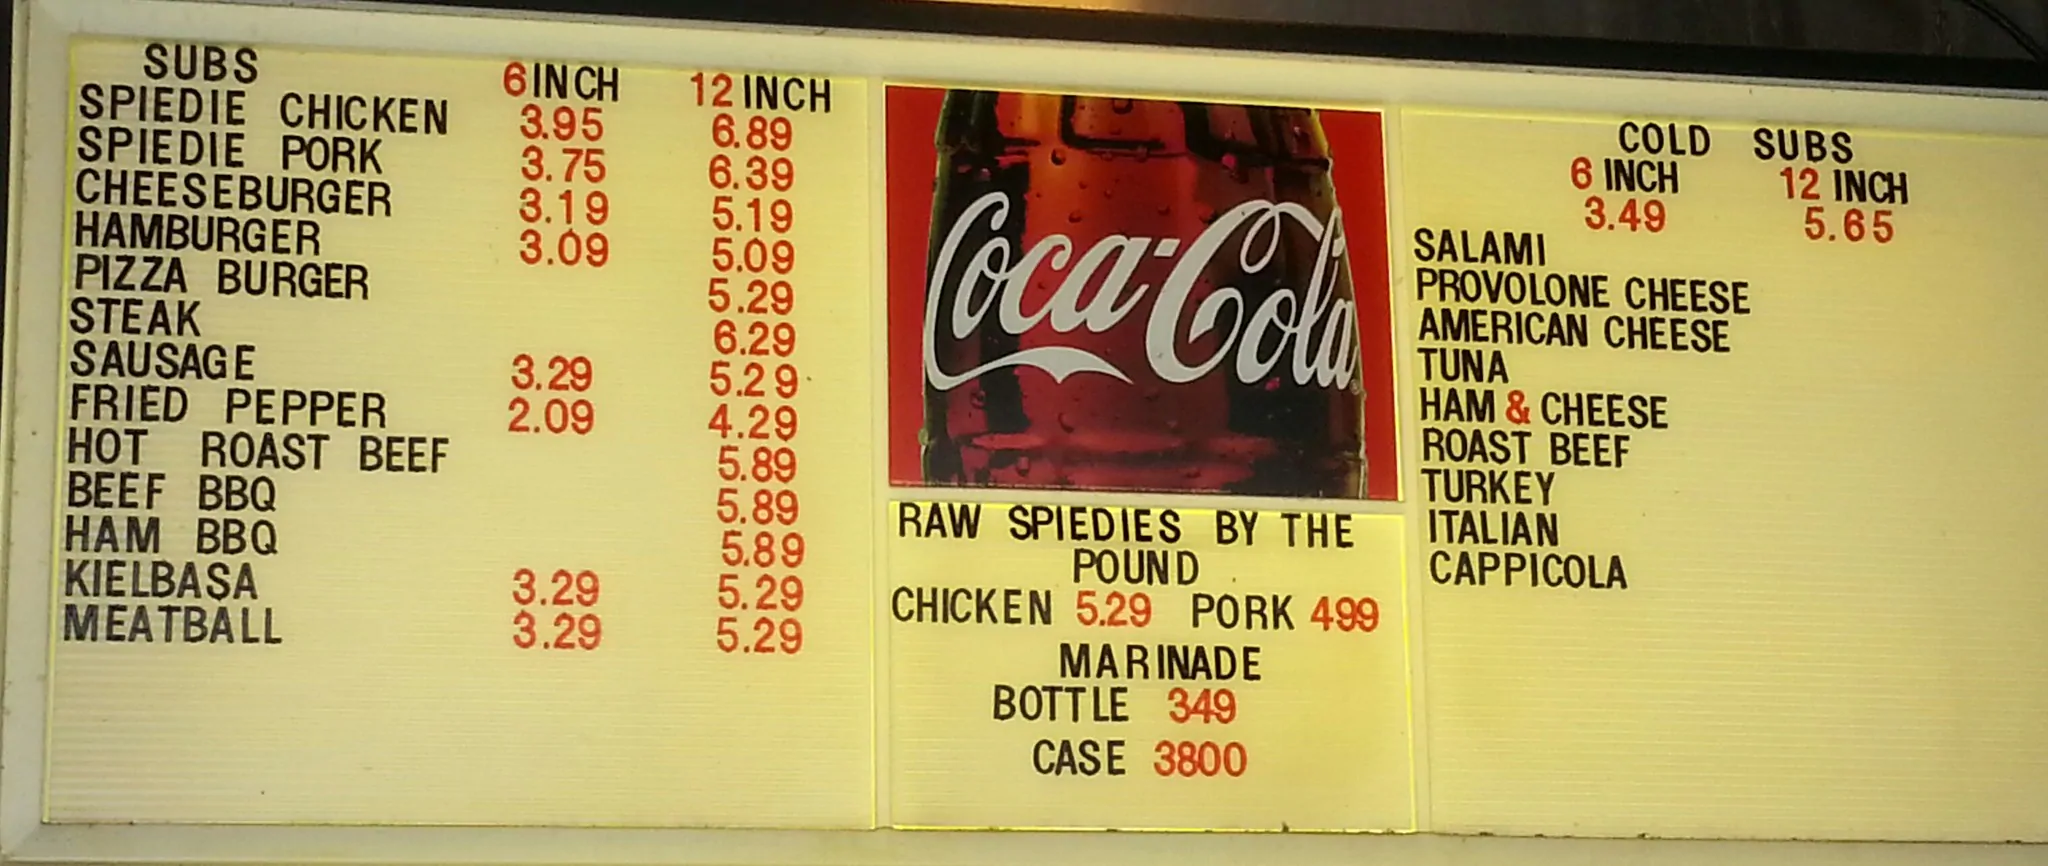 SUBS 6 INCH 12 INCH
SPIEDIE CHICKEN 3.95 6.89
SPIEDIE PORK 3.75 6.39
CHEESEBURGER 3.19 5.19
HAMBURGER 3.09 5.09
PIZZA BURGER 5.29
STEAK 6.29
SAUSAGE 3.29 5.29
FRIED PEPPER 2.09 4.29
HOT ROAST BEEF 5.89
BEEF BBQ 5.89
HAM BBQ 5.89
KIELBASA 3.29 5.29
MEATBALL 3.29 5.29
Coca-Cola
RAW SPIEDIES BY THE
POUND
CHICKEN 5.29 PORK 499
MARINADE
BOTTLE 349
CASE 3800
COLD SUBS
6 INCH 12 INCH
3.49 5.65
SALAMI
PROVOLONE CHEESE
AMERICAN CHEESE
TUNA
HAM & CHEESE
ROAST BEEF
TURKEY
ITALIAN
CAPPICOLA